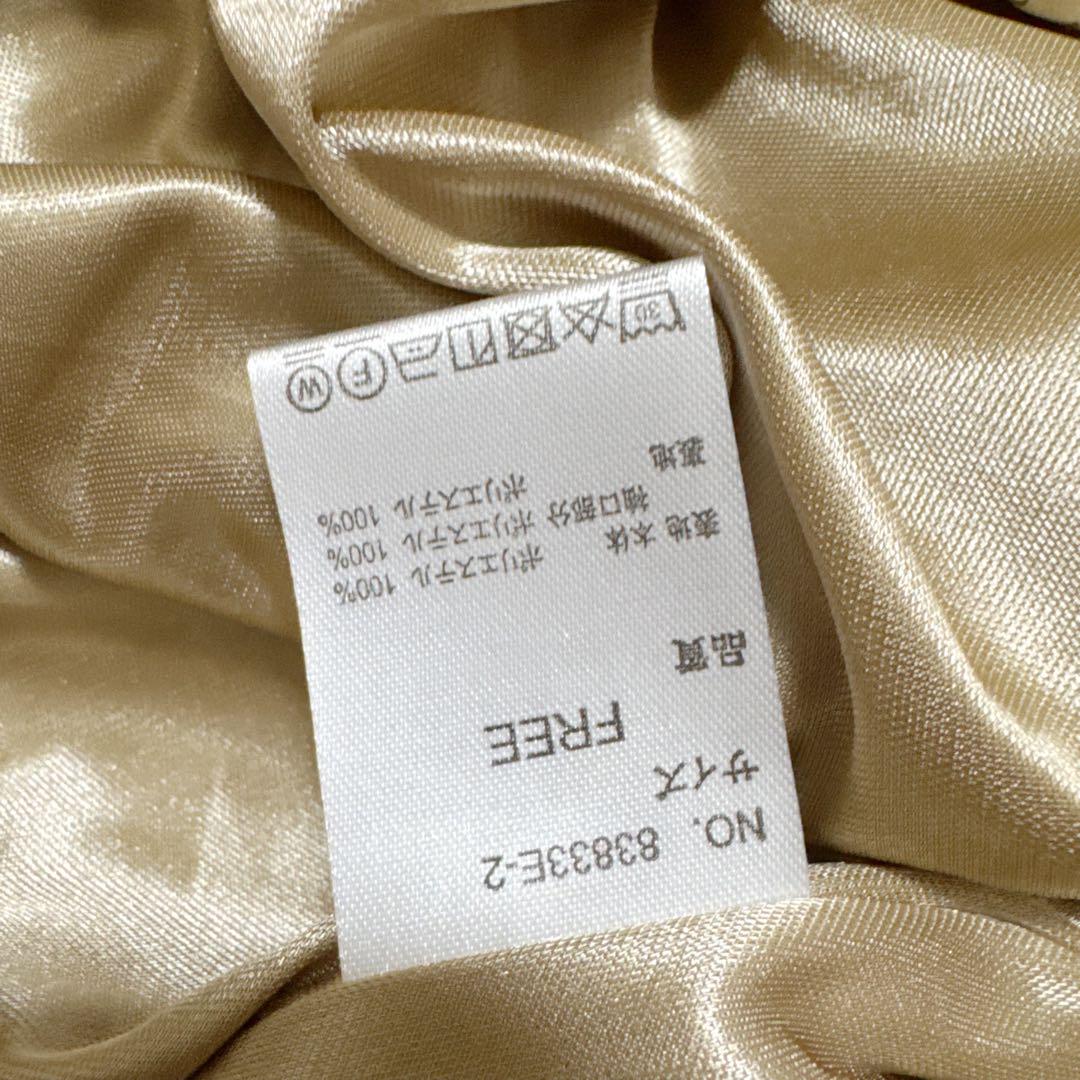 NO. 83833E-2
サイズ
FREE
品質
表地 本体 ポリエステル 100%
袖口部分 ポリエステル 100%
裏地 ポリエステル 100%
30
F W